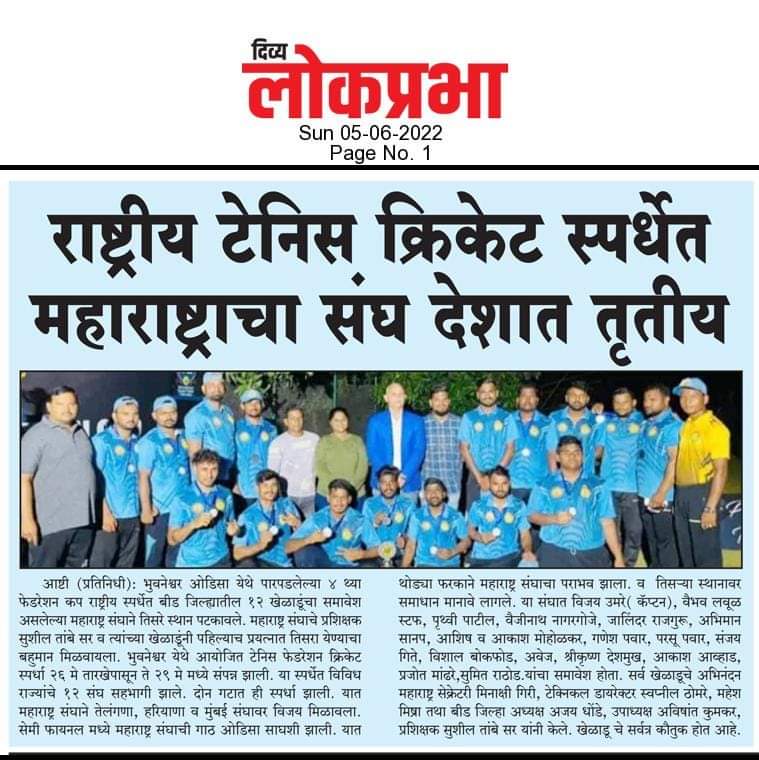 दिव्य
लोकप्रभा
Sun 05-06-2022
Page No. 1
राष्ट्रीय टेनिस क्रिकेट स्पर्धेत
महाराष्ट्राचा संघ देशात तृतीय
आष्टी (प्रतिनिधी): भुवनेश्वर ओडिसा येथे पारपडलेल्या ४ थ्या
फेडरेशन कप राष्ट्रीय स्पर्धेत बीड जिल्ह्यातील १२ खेळाडूंचा समावेश
असलेल्या महाराष्ट्र संघाने तिसरे स्थान पटकावले. महाराष्ट्र संघाचे प्रशिक्षक
सुशील तांबे सर व त्यांच्या खेळाडुंनी पहिल्याच प्रयत्नात तिसरा येण्याचा
बहुमान मिळवायला. भुवनेश्वर येथे आयोजित टेनिस फेडरेशन क्रिकेट
स्पर्धा २६ मे तारखेपासून ते २९ मे मध्ये संपन्न झाली. या स्पर्धेत विविध
राज्यांचे १२ संघ सहभागी झाले. दोन गटात ही स्पर्धा झाली. यात
महाराष्ट्र संघाने तेलंगणा, हरियाणा व मुंबई संघावर विजय मिळावला.
सेमी फायनल मध्ये महाराष्ट्र संघाची गाठ ओडिसा साघशी झाली. यात
थोड्या फरकाने महाराष्ट्र संघाचा पराभव झाला. व तिसऱ्या स्थानावर
समाधान मानावे लागले. या संघात विजय उमरे( कॅप्टन), वैभव लवूळ
स्टफ, पृथ्वी पाटील, वैजीनाथ नागरगोजे, जालिंदर राजगुरू, अभिमान
सानप, आशिष व आकाश मोहोळकर, गणेश पवार, परसू पवार, संजय
गिते, विशाल बोकफोड, अवेज, श्रीकृष्ण देशमुख, आकाश आव्हाड,
प्रजोत मांढरे,सुमित राठोड.यांचा समावेश होता. सर्व खेळाडूचे अभिनंदन
महाराष्ट्र सेक्रेटरी मिनाक्षी गिरी, टेक्निकल डायरेक्टर स्वप्नील ठोमरे, महेश
मिष्रा तथा बीड जिल्हा अध्यक्ष अजय धोंडे, उपाध्यक्ष अविषांत कुमकर,
प्रशिक्षक सुशील तांबे सर यांनी केले. खेळाडू चे सर्वत्र कौतुक होत आहे.